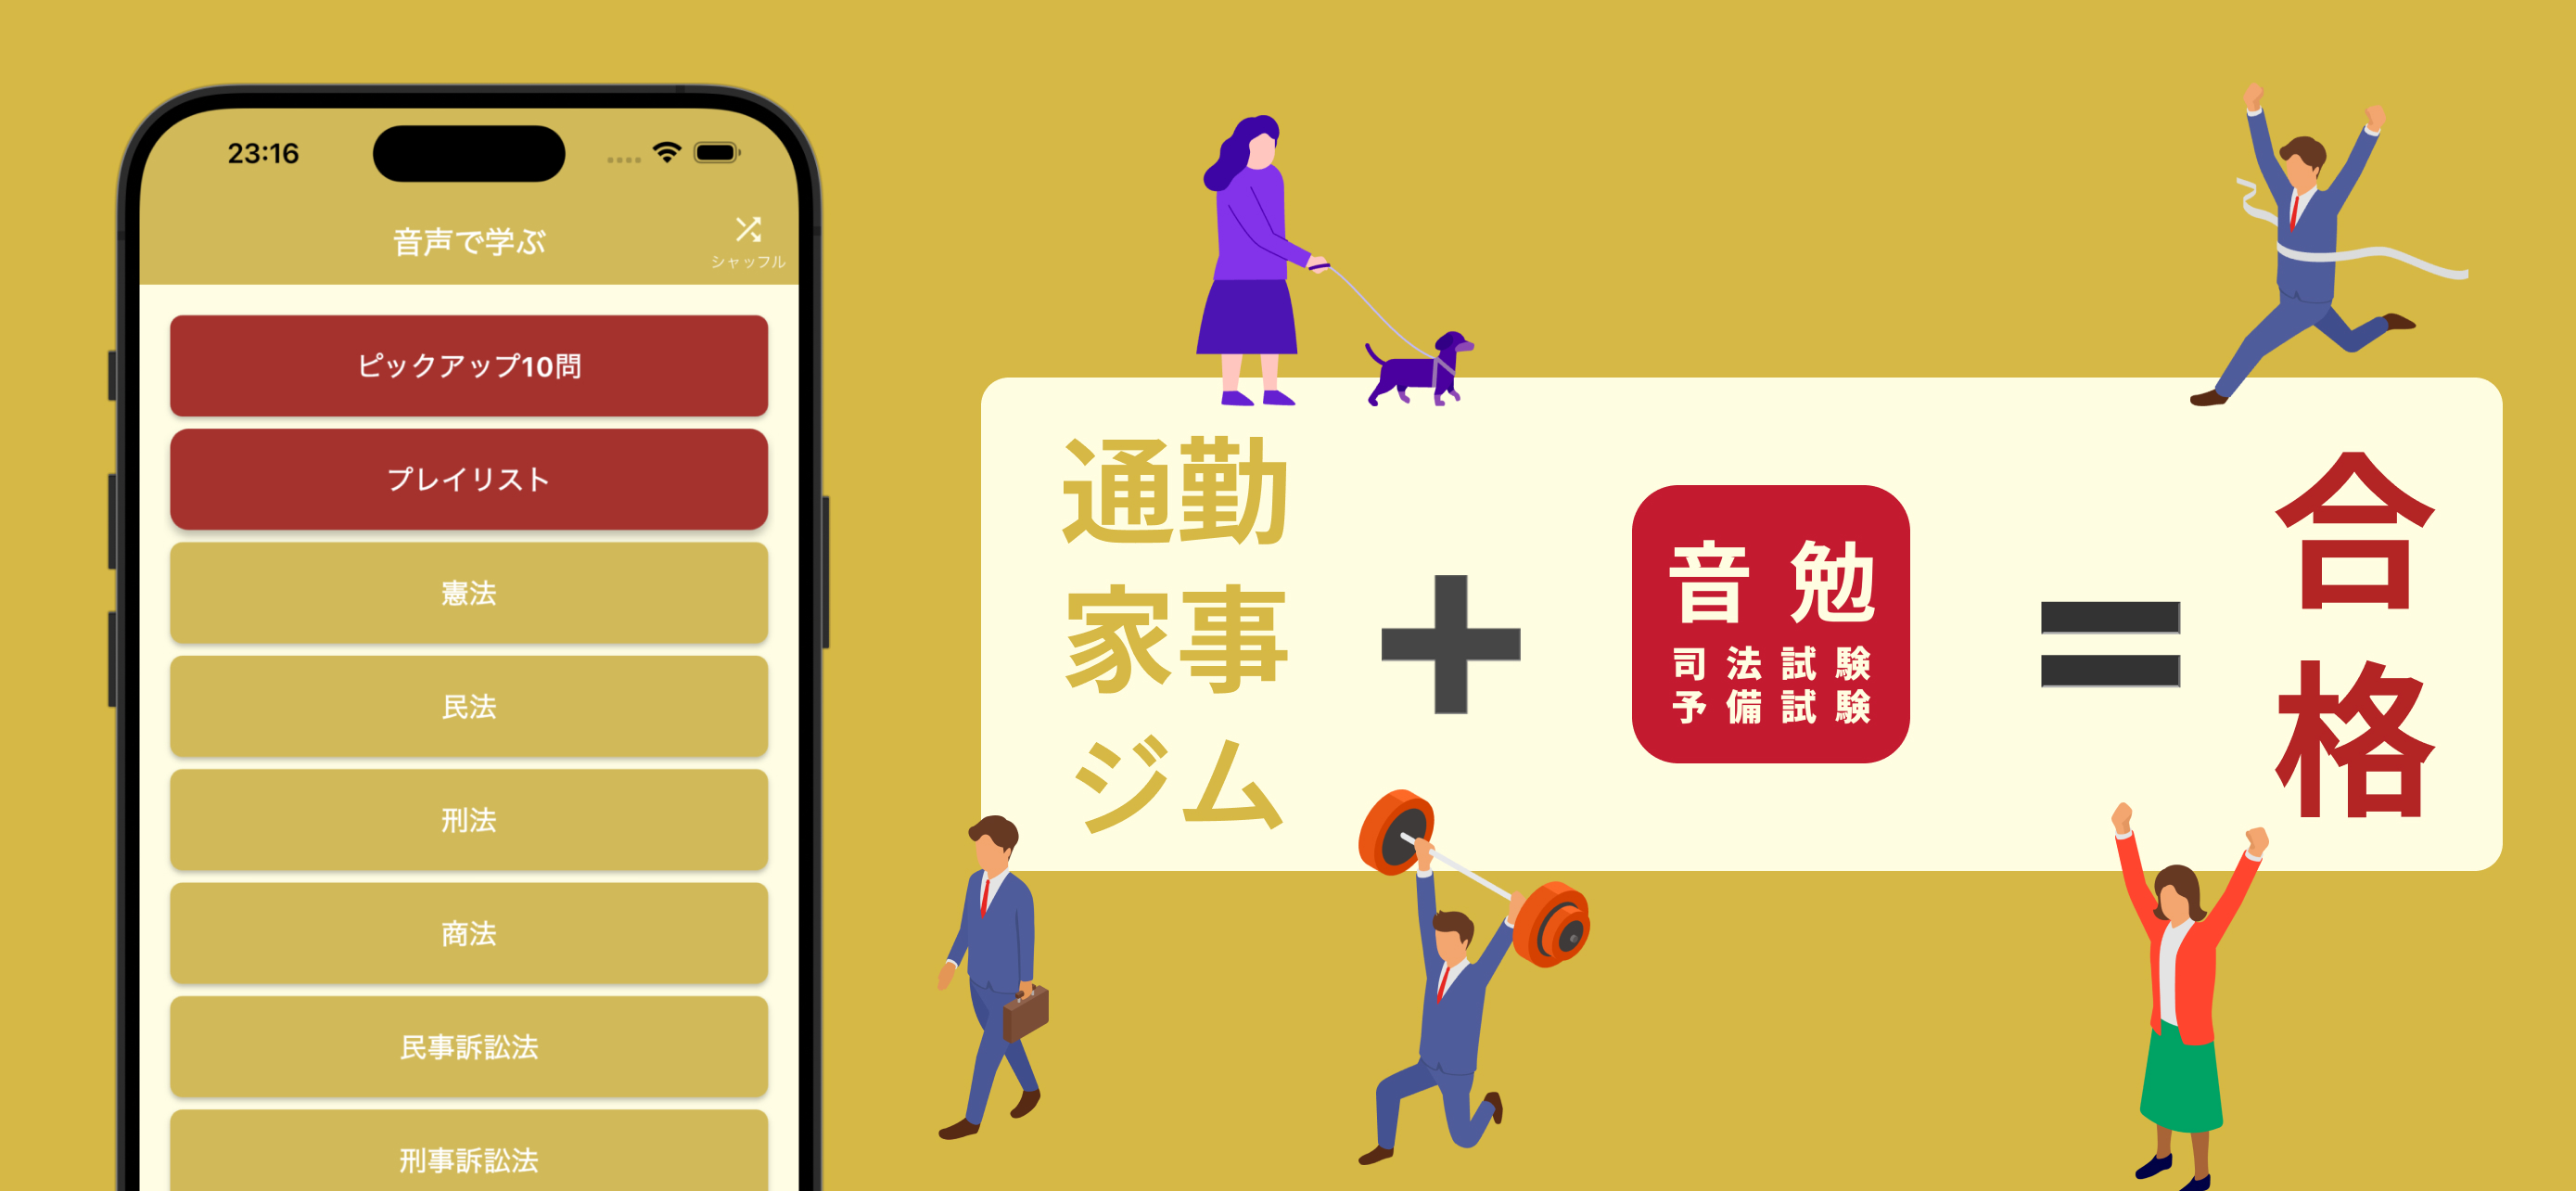 23:16
音声で学ぶ
シャッフル
ピックアップ10問
プレイリスト
憲法
民法
刑法
商法
民事訴訟法
刑事訴訟法
通勤
家事
ジム
+
音勉
司法試験
予備試験
=
合
格